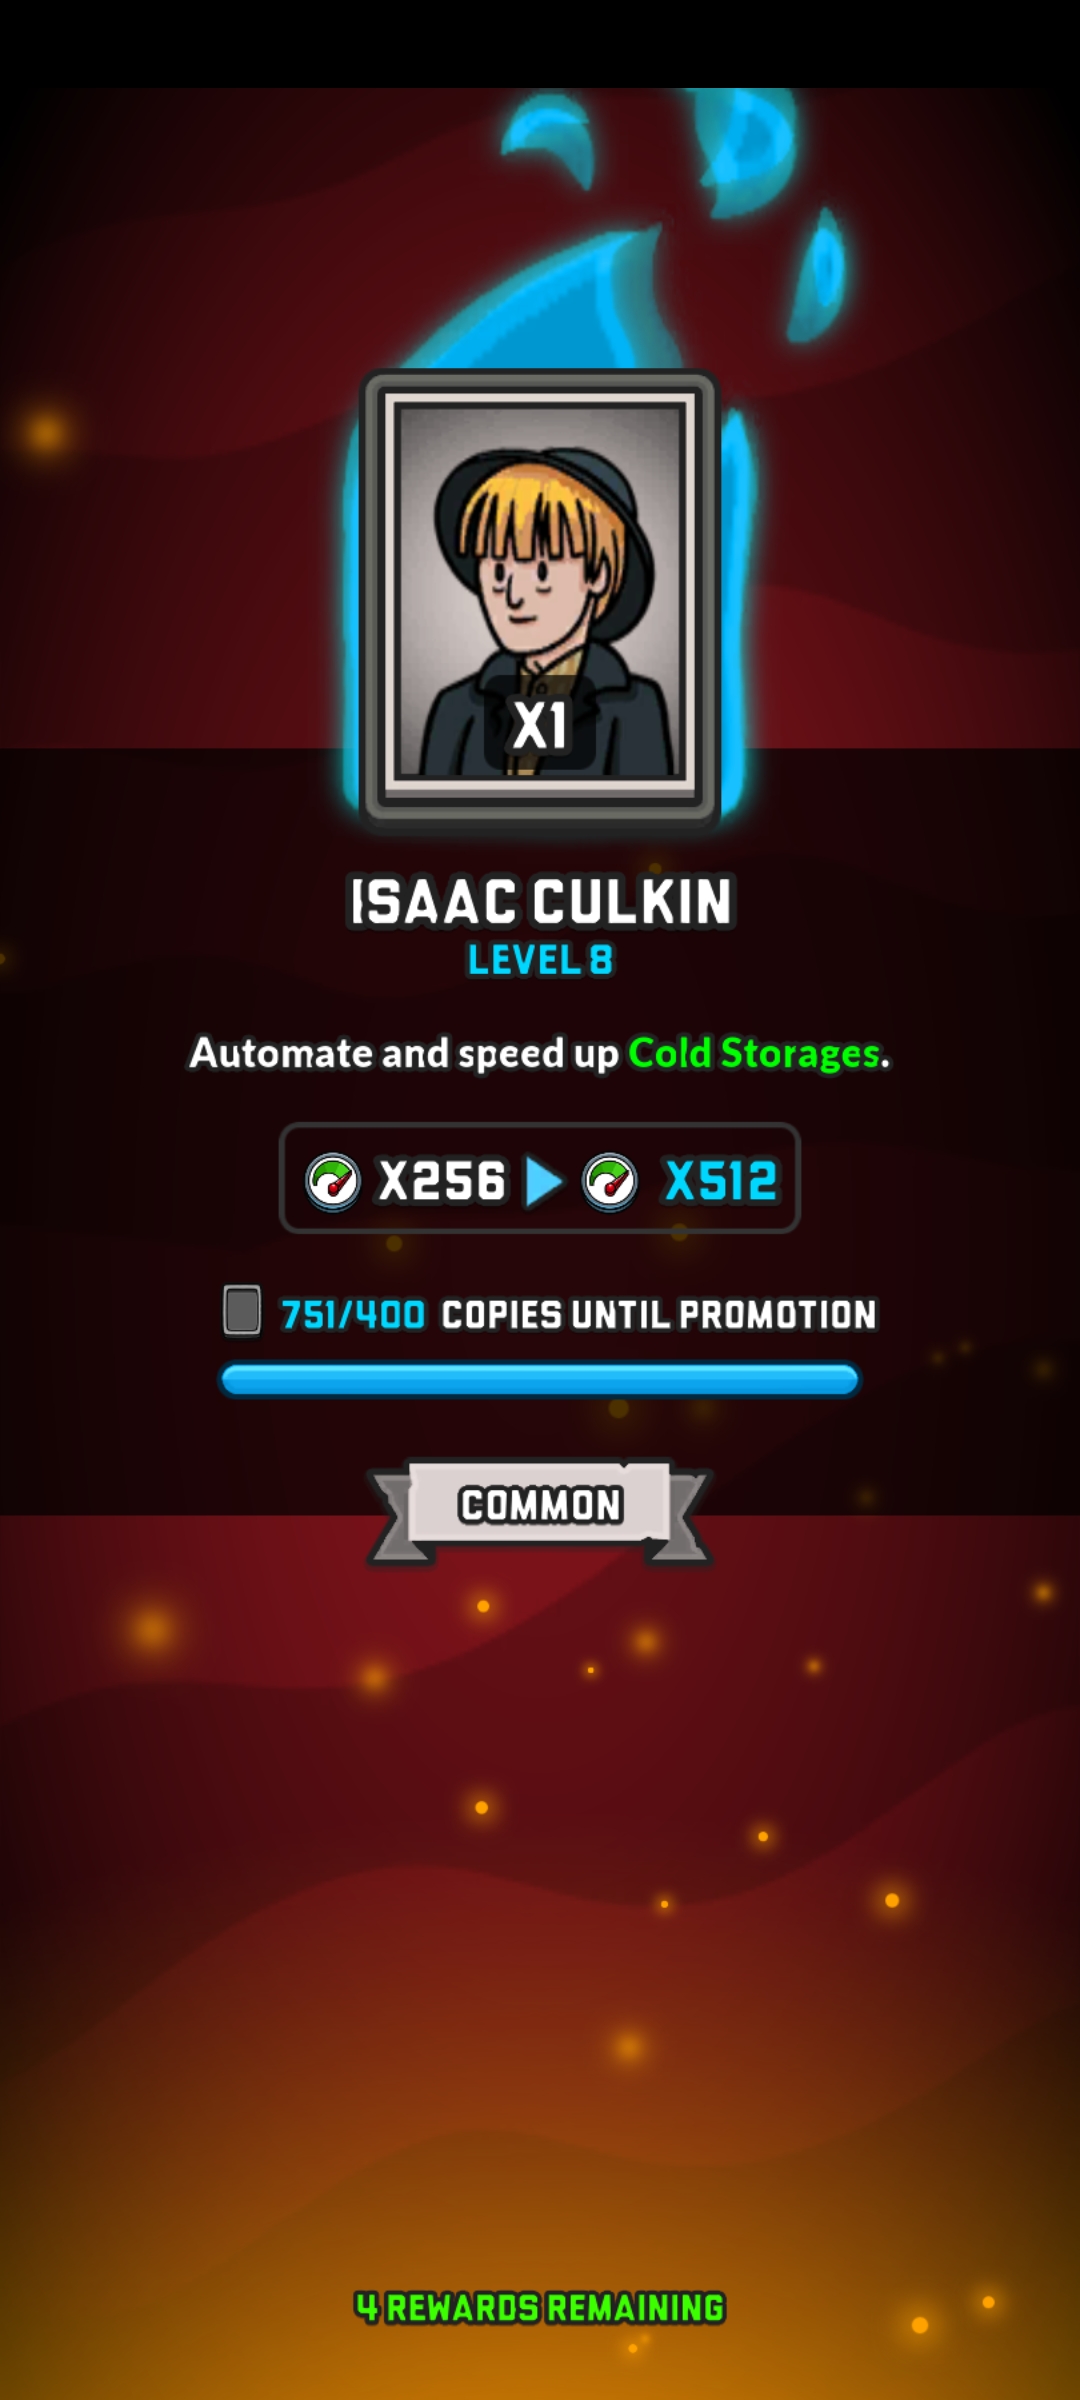 X1
ISAAC CULKIN
LEVEL 8
Automate and speed up Cold Storages.
X256 X512
751/400 COPIES UNTIL PROMOTION
COMMON
4 REWARDS REMAINING